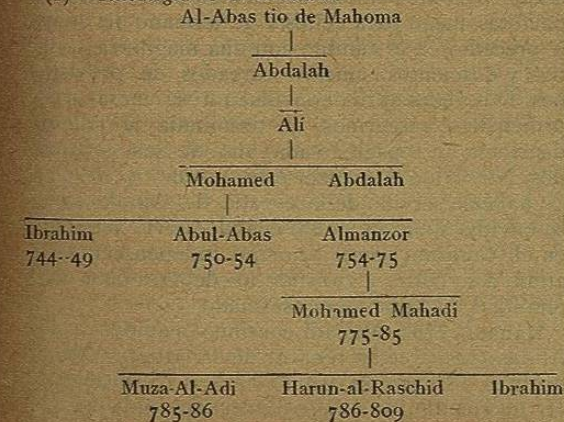 Al-Abas tio de Mahoma
Abdalah
Alí
Mohamed Abdalah
Ibrahim Abul-Abas Almanzor
744--49 750-54 754-75
Mohamed Mahadi
775-85
Muza-Al-Adi Harun-al-Raschid Ibrahim
785-86 786-809